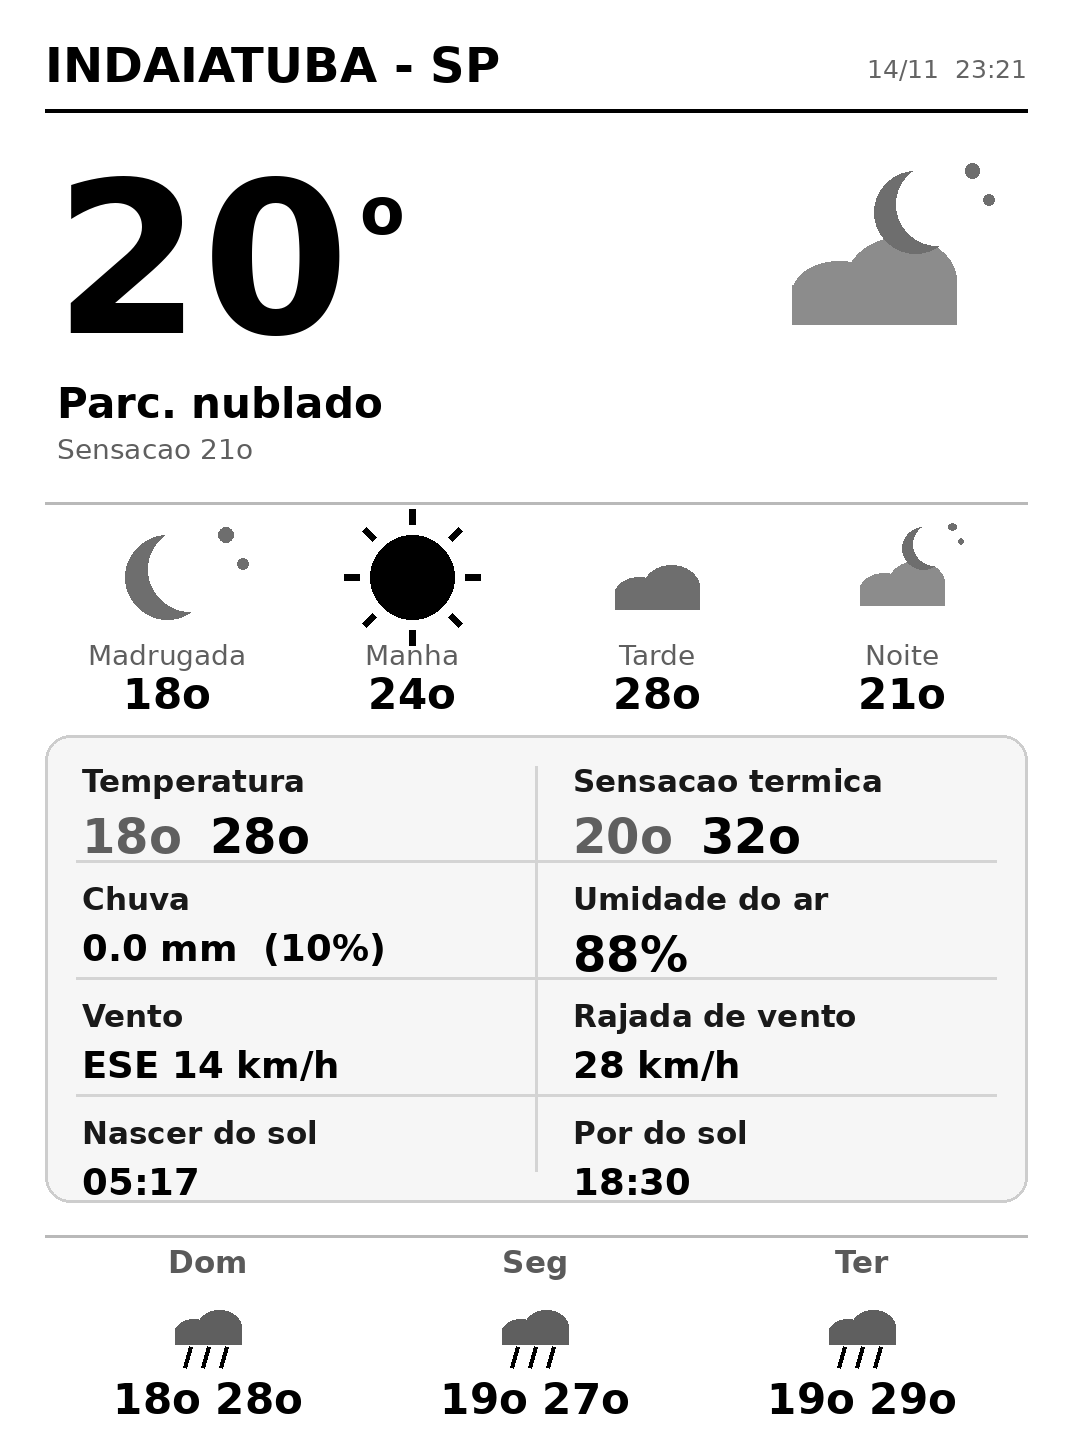 INDAIATUBA - SP 14/11 23:21
20o
Parc. nublado
Sensacao 21o
Madrugada Manha Tarde Noite
18o 24o 28o 21o
Temperatura Sensacao termica
18o 28o 20o 32o
Chuva Umidade do ar
0.0 mm (10%) 88%
Vento Rajada de vento
ESE 14 km/h 28 km/h
Nascer do sol Por do sol
05:17 18:30
Dom Seg Ter
18o 28o 19o 27o 19o 29o